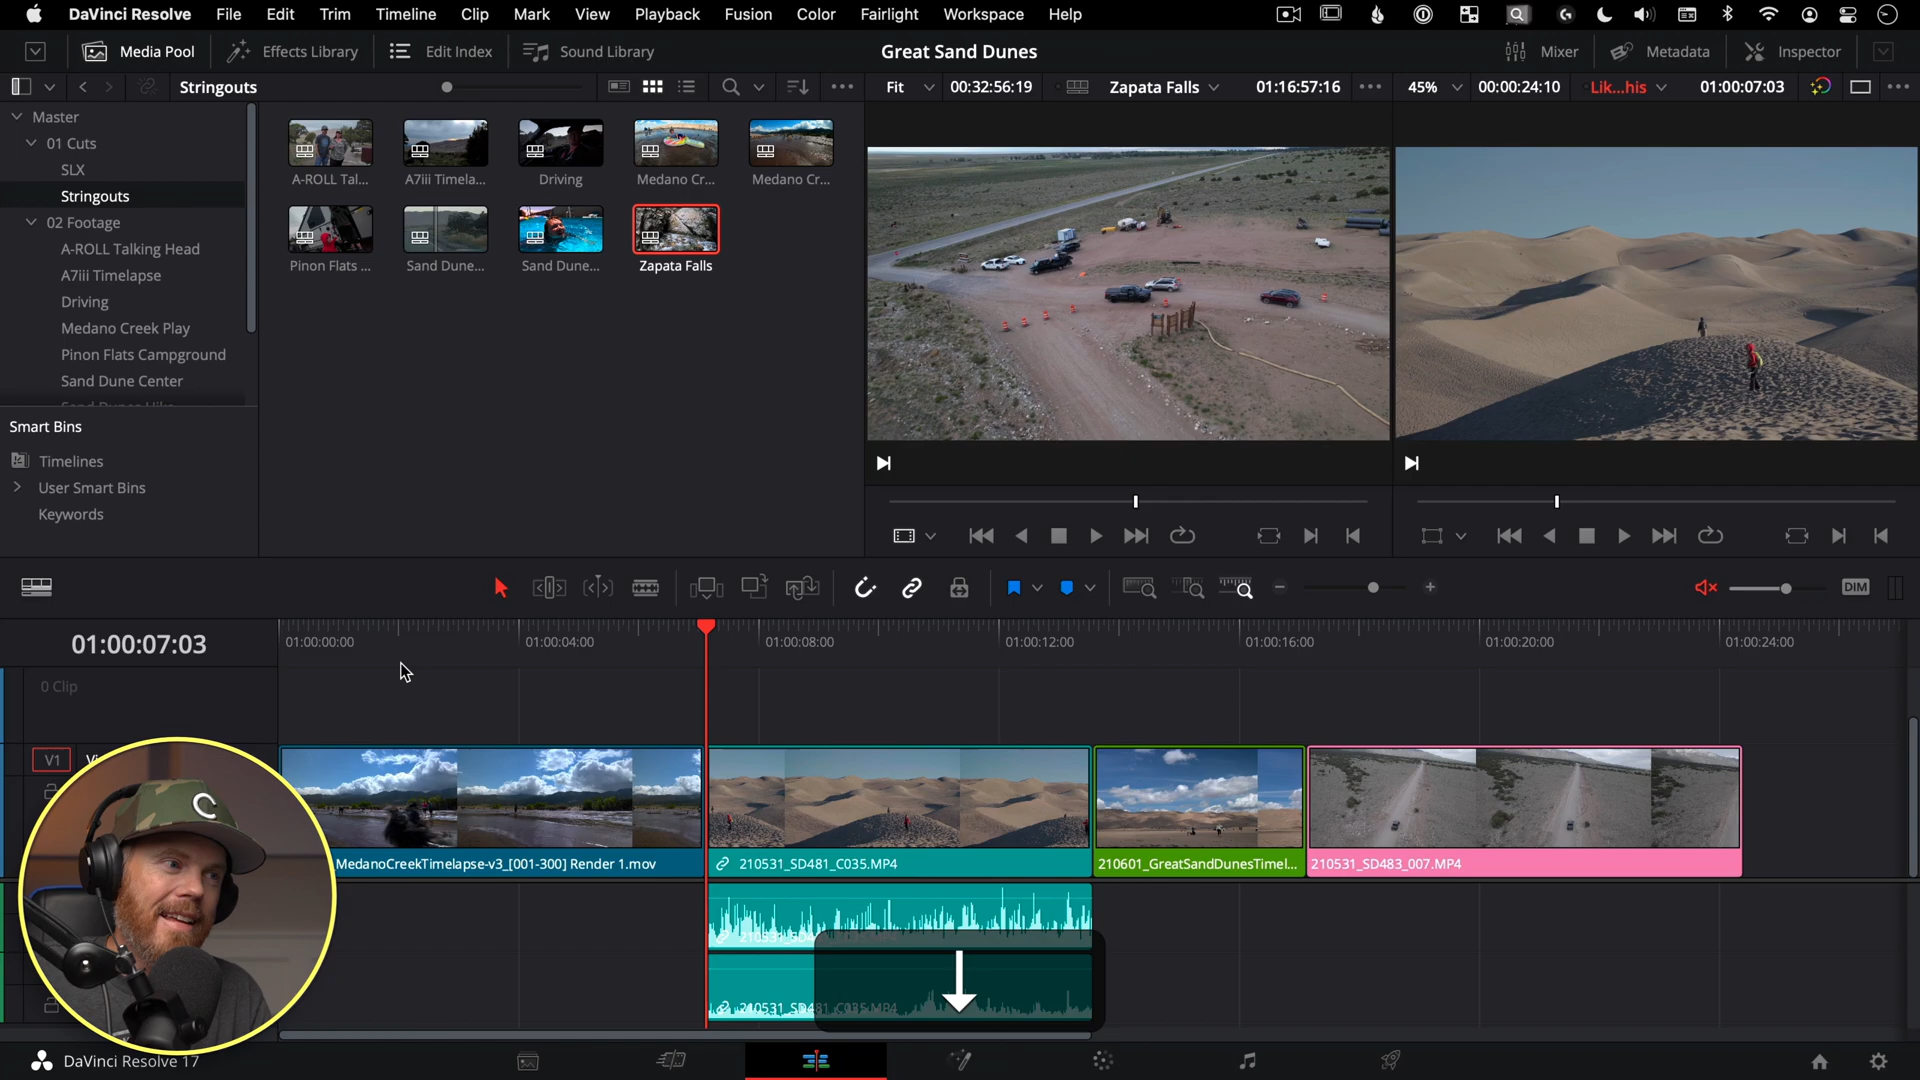 DaVinci Resolve File Edit Trim Timeline Clip Mark View Playback Fusion Color Fairlight Workspace Help
Media Pool Effects Library Edit Index Sound Library Great Sand Dunes Mixer Metadata Inspector
Stringouts Fit 00:32:56:19 Zapata Falls 01:16:57:16 45% 00:00:24:10 Lik...his 01:00:07:03
Master
01 Cuts
SLX
Stringouts
02 Footage
A-ROLL Talking Head
A7iii Timelapse
Driving
Medano Creek Play
Pinon Flats Campground
Sand Dune Center
A-ROLL Tal... A7iii Timela... Driving Medano Cr... Medano Cr...
Pinon Flats ... Sand Dune... Sand Dune... Zapata Falls
Smart Bins
Timelines
User Smart Bins
Keywords
DIM
01:00:07:03 01:00:00:00 01:00:04:00 01:00:08:00 01:00:12:00 01:00:16:00 01:00:20:00 01:00:24:00
0 Clip
V1
MedanoCreekTimelapse-v3_[001-300] Render 1.mov 210531_SD481_C035.MP4 210601_GreatSandDunesTimel... 210531_SD483_007.MP4
DaVinci Resolve 17